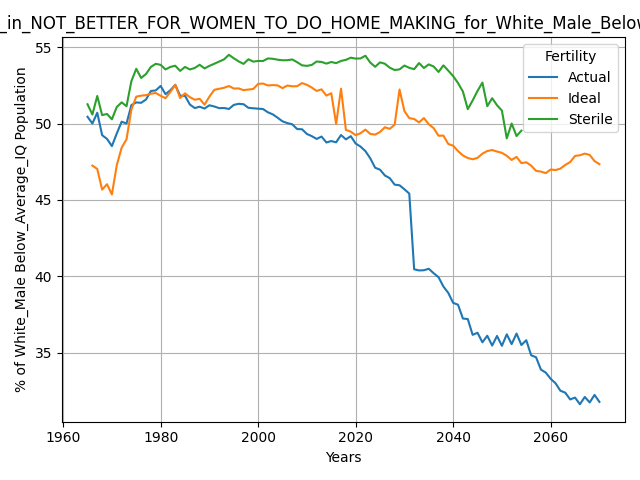 _in_NOT_BETTER_FOR_WOMEN_TO_DO_HOME_MAKING_for_White_Male_Below
Fertility
Actual
Ideal
Sterile
% of White_Male Below_Average_IQ Population
55
50
45
40
35
1960
1980
2000
2020
2040
2060
Years